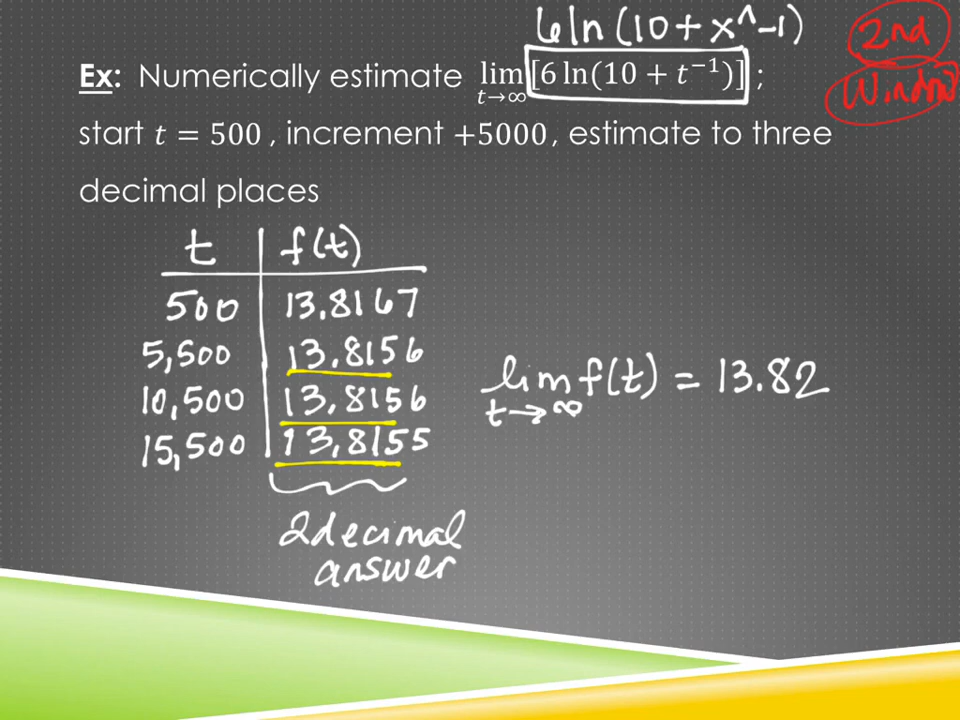 6ln(10+x^-1)
2nd
Window
Ex: Numerically estimate lim t→∞ [6 ln(10 + t⁻¹)] ;
start t = 500 , increment +5000, estimate to three
decimal places
t | f(t)
500 | 13.8167
5,500 | 13.8156
10,500 | 13.8156
15,500 | 13.8155
lim t→∞ f(t) = 13.82
2 decimal
answer